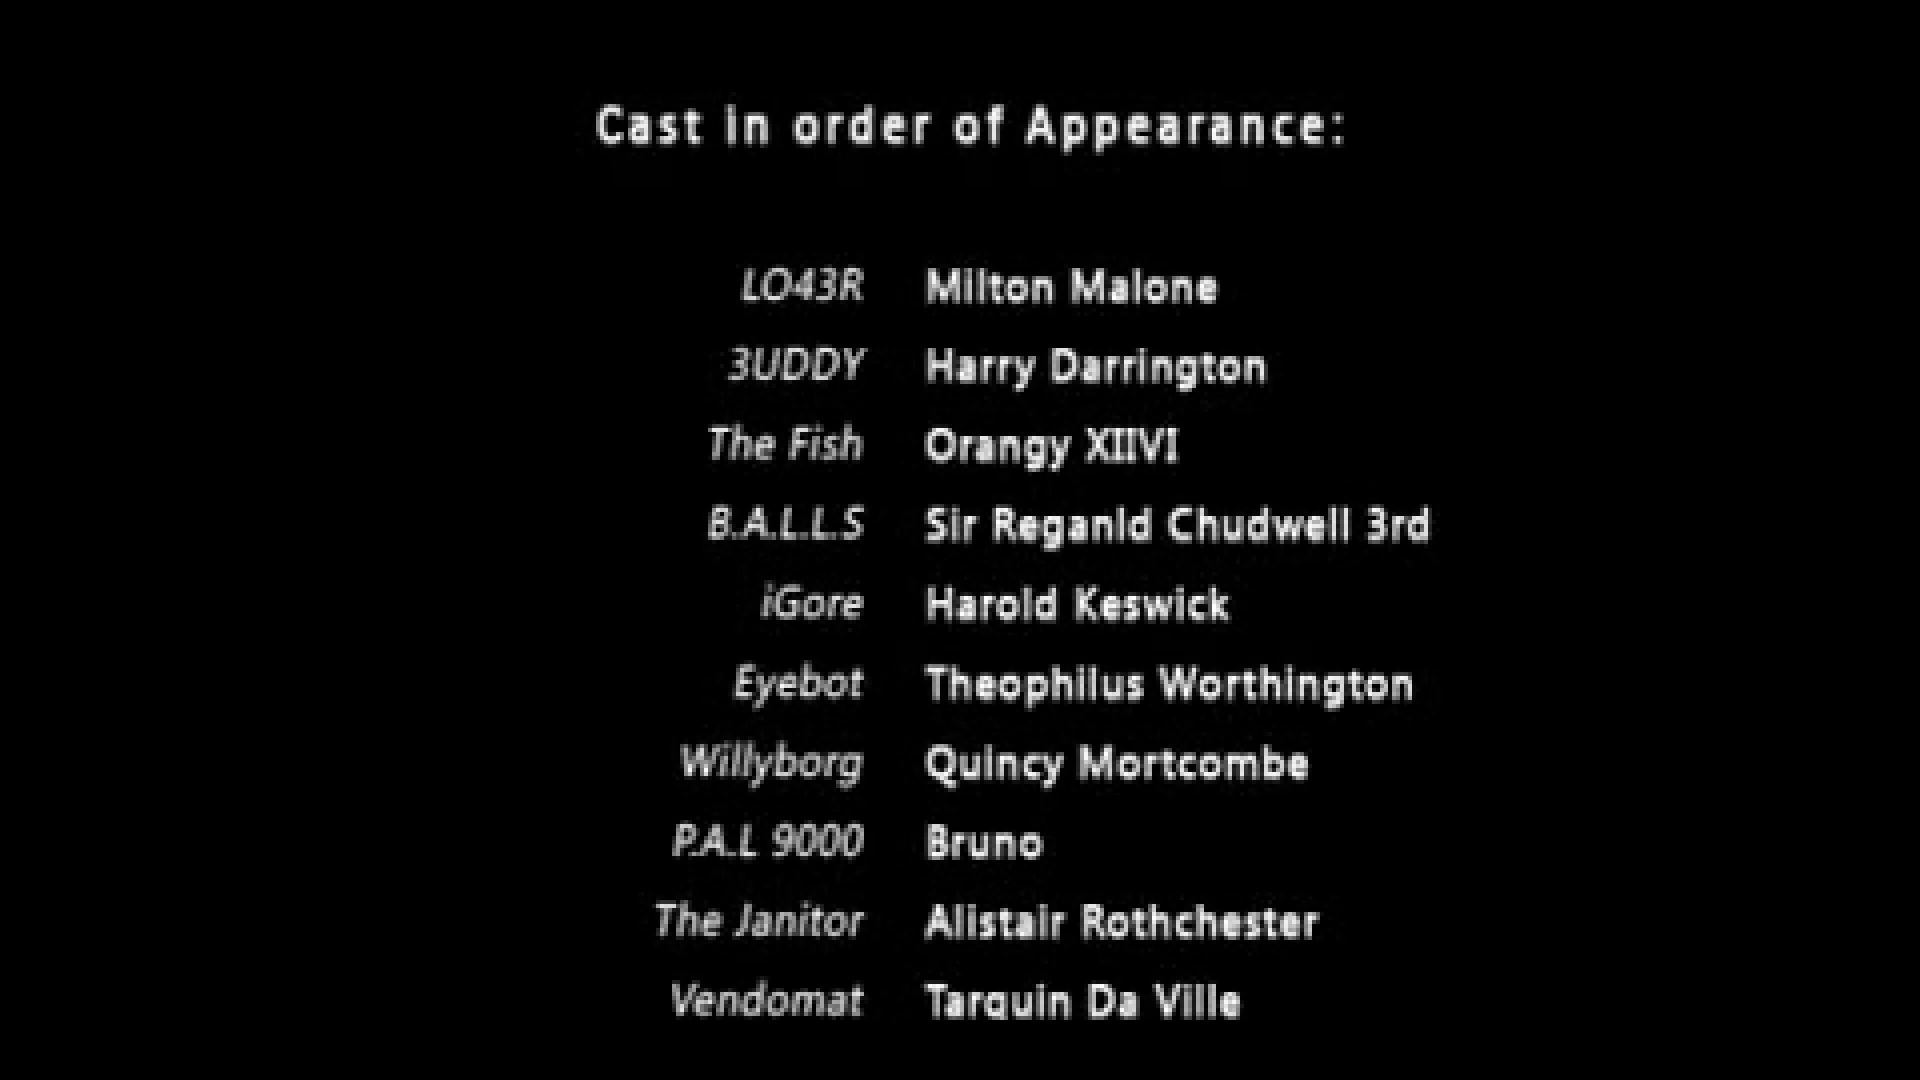 Cast in order of Appearance:
LO43R Milton Malone
3UDDY Harry Darrington
The Fish Orangy XIIVI
B.A.L.L.S Sir Reganld Chudwell 3rd
iGore Harold Keswick
Eyebot Theophilus Worthington
Willyborg Quincy Mortcombe
P.A.L 9000 Bruno
The Janitor Alistair Rothchester
Vendomat Tarquin Da Ville